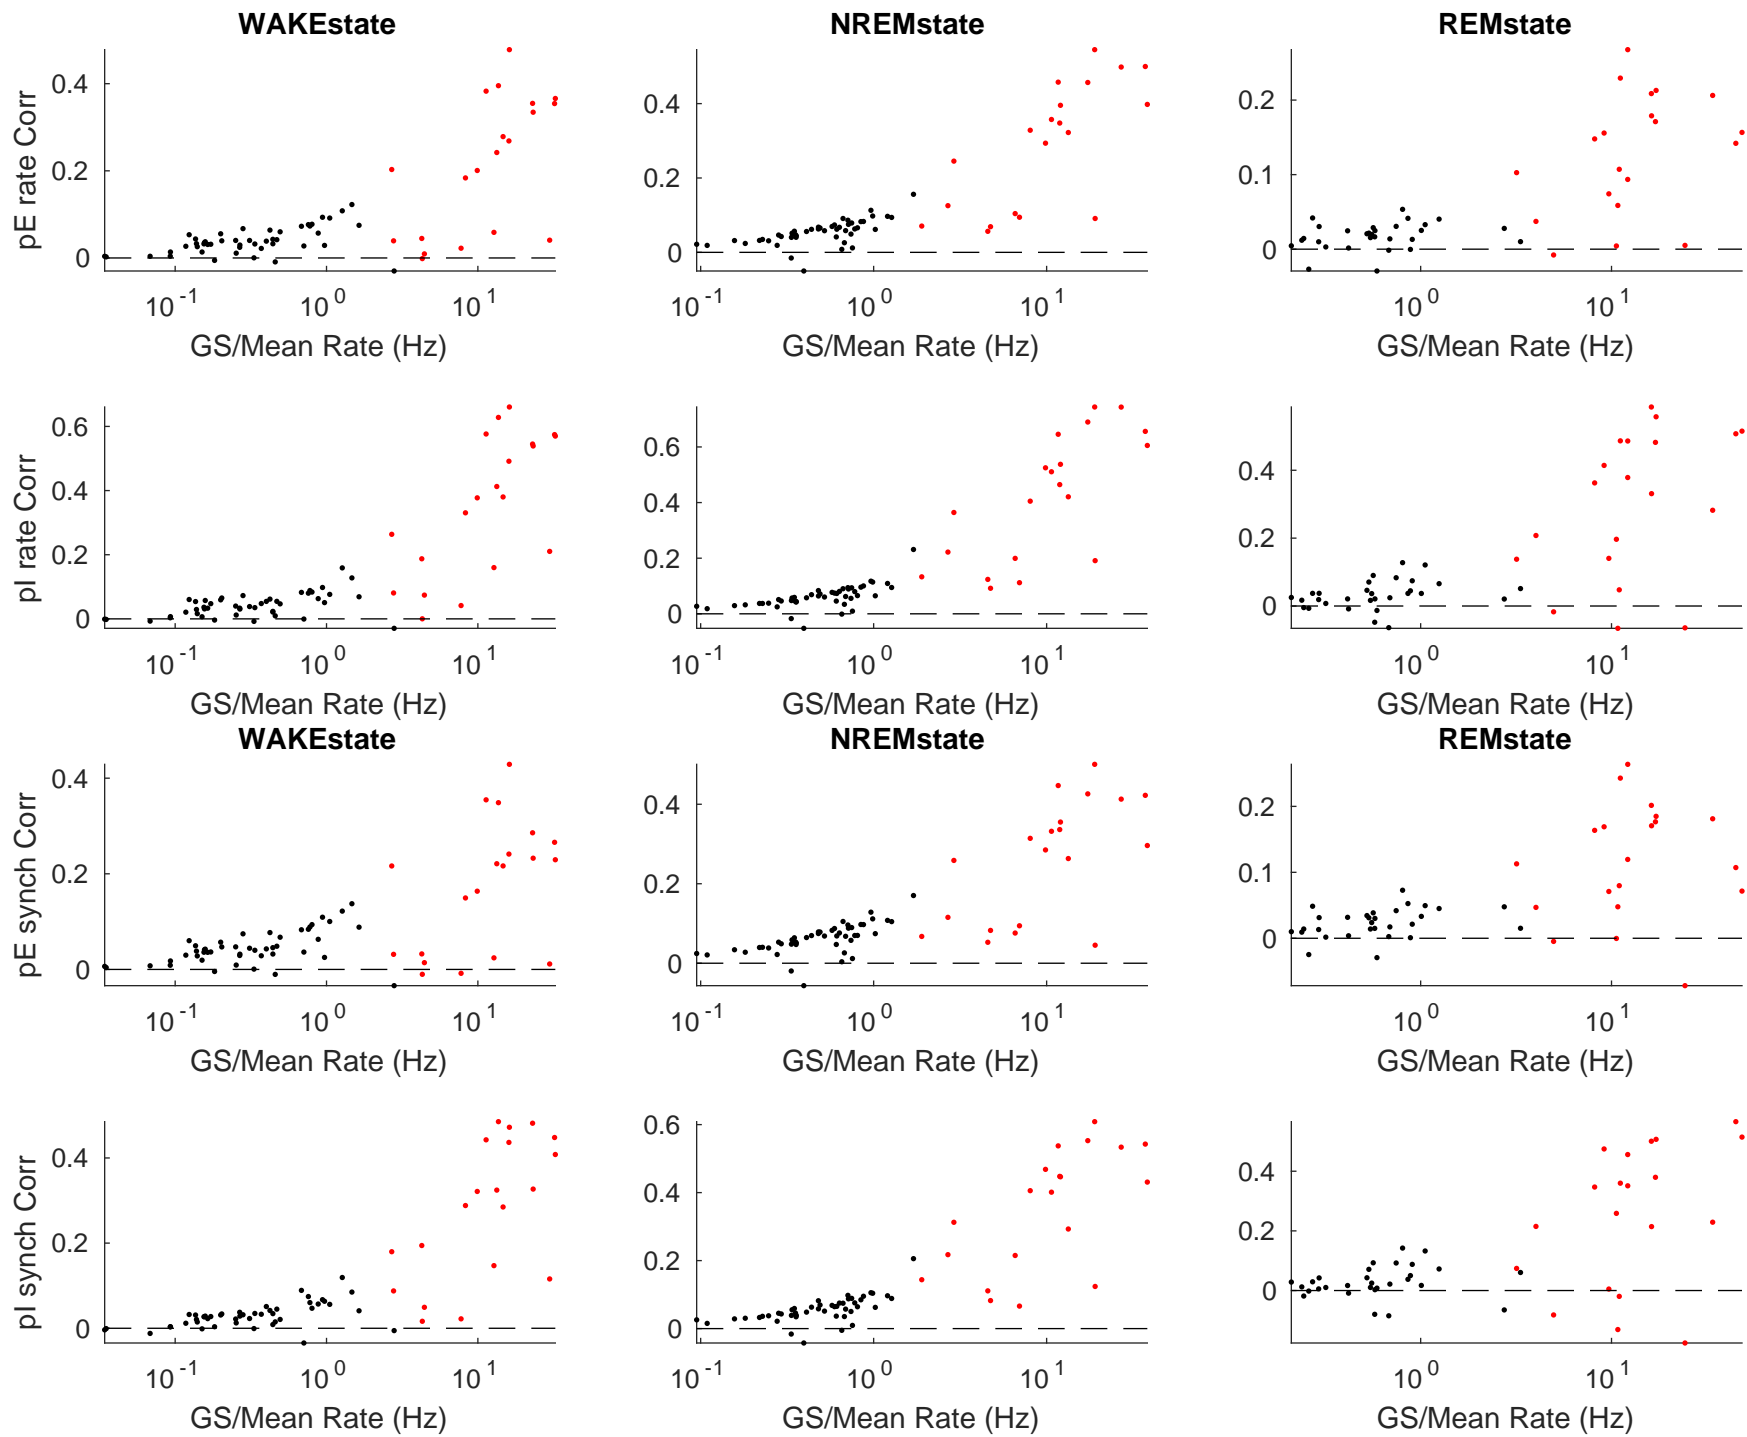 WAKEstate NREMstate REMstate
pE rate Corr
0.4 0.2 0
0.4 0.2 0
0.2 0.1 0
10^-1 10^0 10^1 10^-1 10^0 10^1 10^0 10^1
GS/Mean Rate (Hz) GS/Mean Rate (Hz) GS/Mean Rate (Hz)
pI rate Corr
0.6 0.4 0.2 0
0.6 0.4 0.2 0
0.4 0.2 0
10^-1 10^0 10^1 10^-1 10^0 10^1 10^0 10^1
GS/Mean Rate (Hz) GS/Mean Rate (Hz) GS/Mean Rate (Hz)
WAKEstate NREMstate REMstate
pE synch Corr
0.4 0.2 0
0.4 0.2 0
0.2 0.1 0
10^-1 10^0 10^1 10^-1 10^0 10^1 10^0 10^1
GS/Mean Rate (Hz) GS/Mean Rate (Hz) GS/Mean Rate (Hz)
pI synch Corr
0.4 0.2 0
0.6 0.4 0.2 0
0.4 0.2 0
10^-1 10^0 10^1 10^-1 10^0 10^1 10^0 10^1
GS/Mean Rate (Hz) GS/Mean Rate (Hz) GS/Mean Rate (Hz)